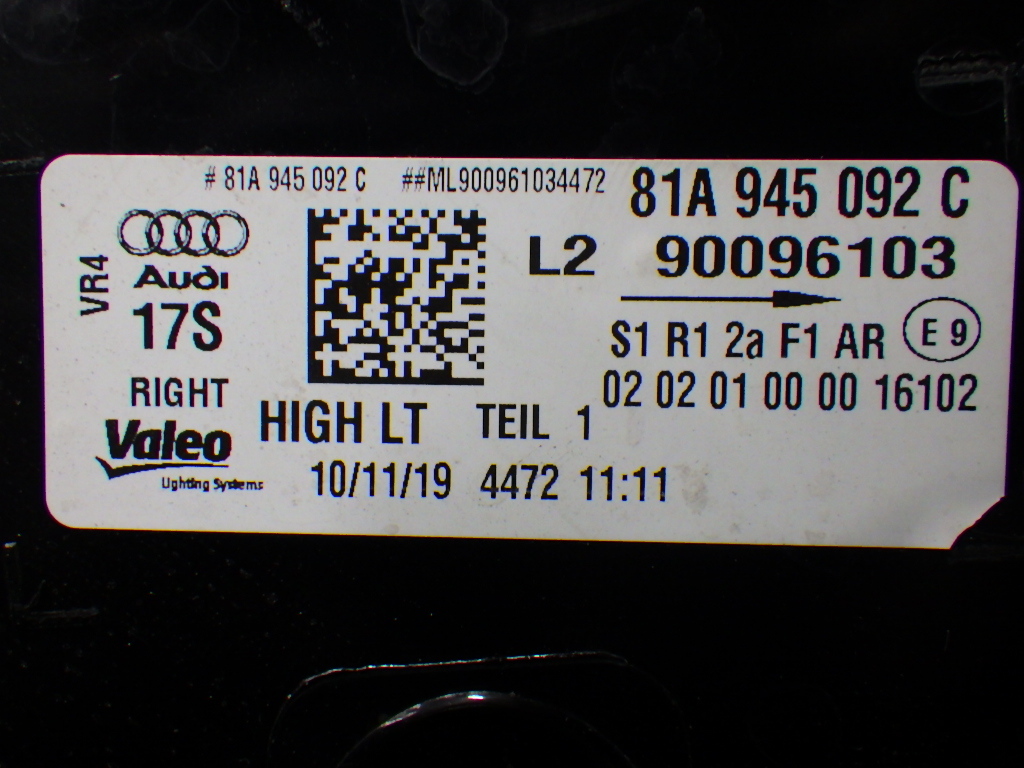 # 81A 945 092 C ##ML900961034472 81A 945 092 C
Audi
L2 90096103
VR4
17S
S1 R1 2a F1 AR E 9
RIGHT
02 02 01 00 00 16102
HIGH LT TEIL 1
Valeo
Lighting Systems
10/11/19 4472 11:11